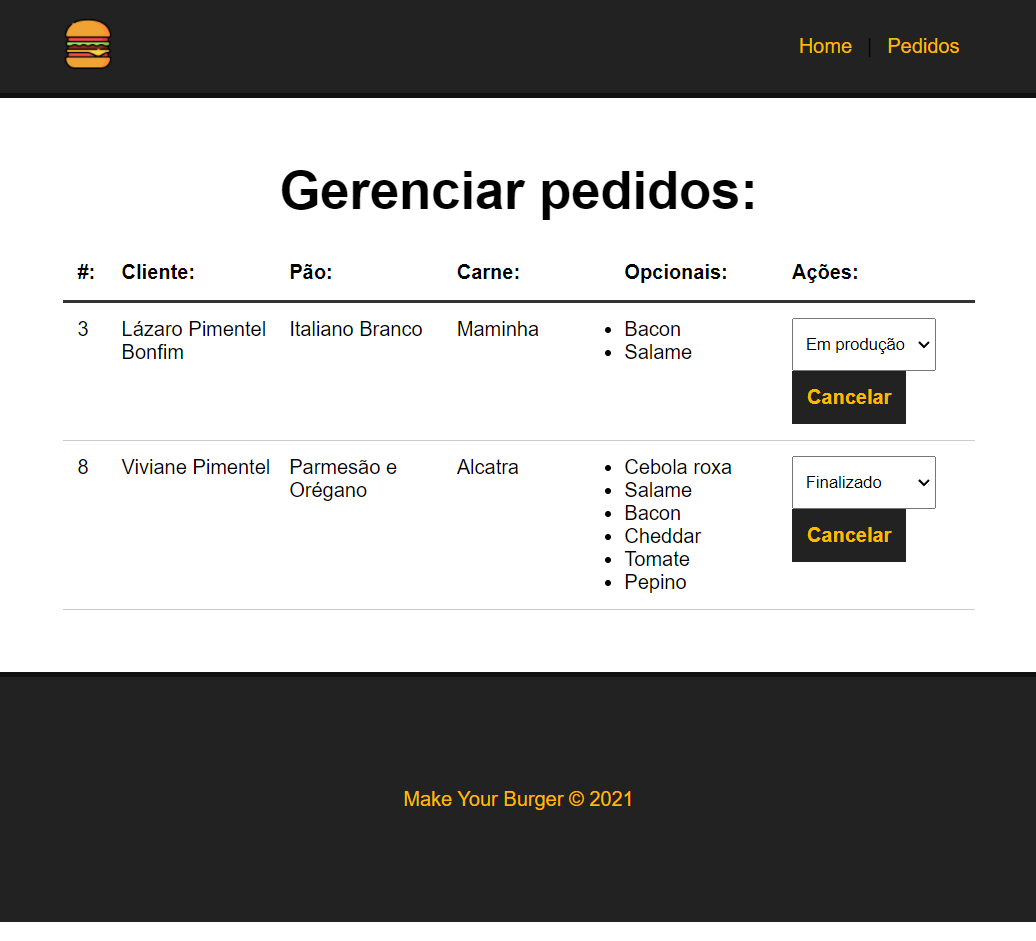 Home | Pedidos
Gerenciar pedidos:
#: Cliente: Pão: Carne: Opcionais: Ações:
3 Lázaro Pimentel Italiano Branco Maminha • Bacon Em produção
Bonfim • Salame
Cancelar
8 Viviane Pimentel Parmesão e Alcatra • Cebola roxa Finalizado
Orégano • Salame
• Bacon
• Cheddar Cancelar
• Tomate
• Pepino
Make Your Burger © 2021